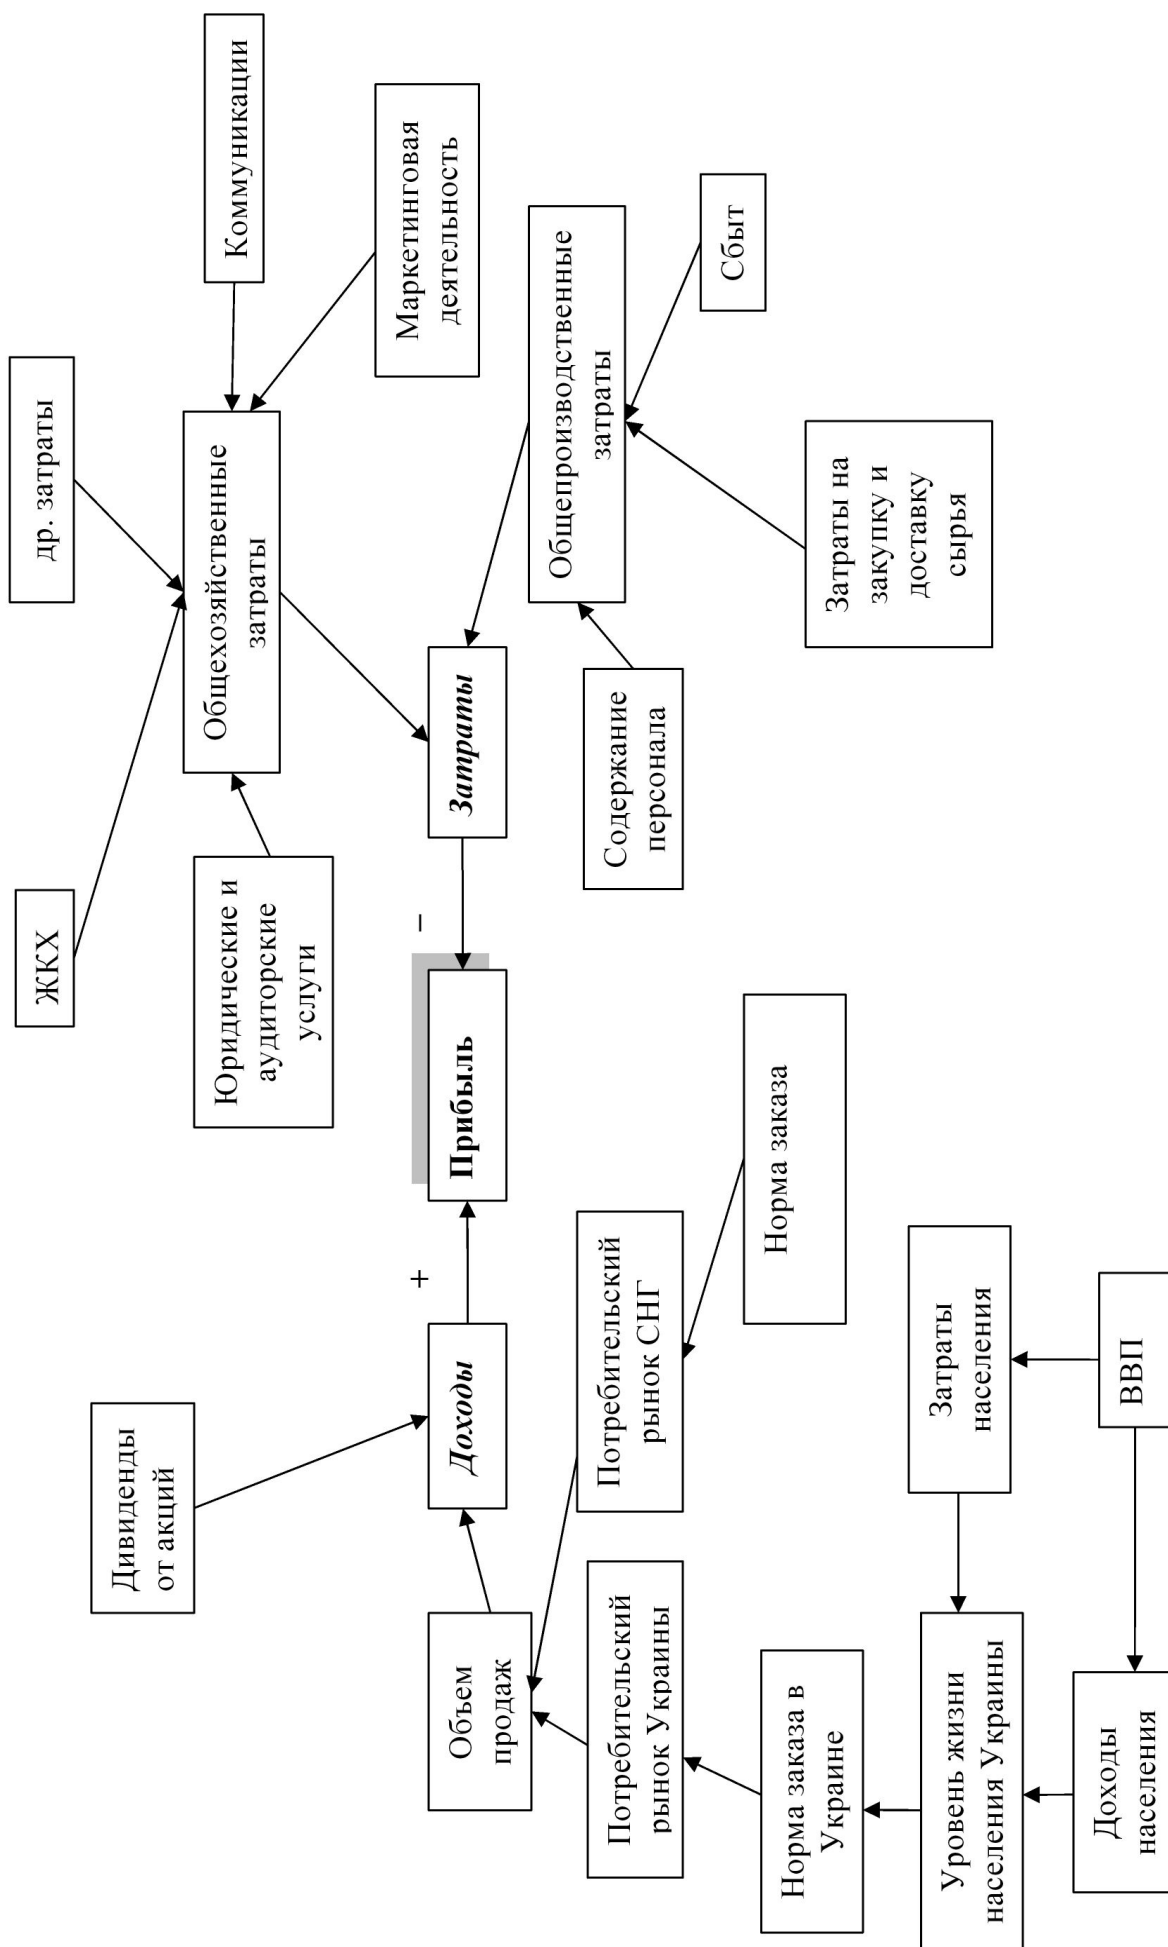 ЖКХ
др. затраты
Дивиденды
от акций
Юридические и
аудиторские
услуги
Общехозяйственные
затраты
Коммуникации
Маркетинговая
деятельность
Объем
продаж
Доходы
+
Прибыль
–
Затраты
Общепроизводственные
затраты
Потребительский
рынок Украины
Потребительский
рынок СНГ
Содержание
персонала
Сбыт
Норма заказа в
Украине
Норма заказа
Затраты на
закупку и
доставку
сырья
Уровень жизни
населения Украины
Затраты
населения
Доходы
населения
ВВП